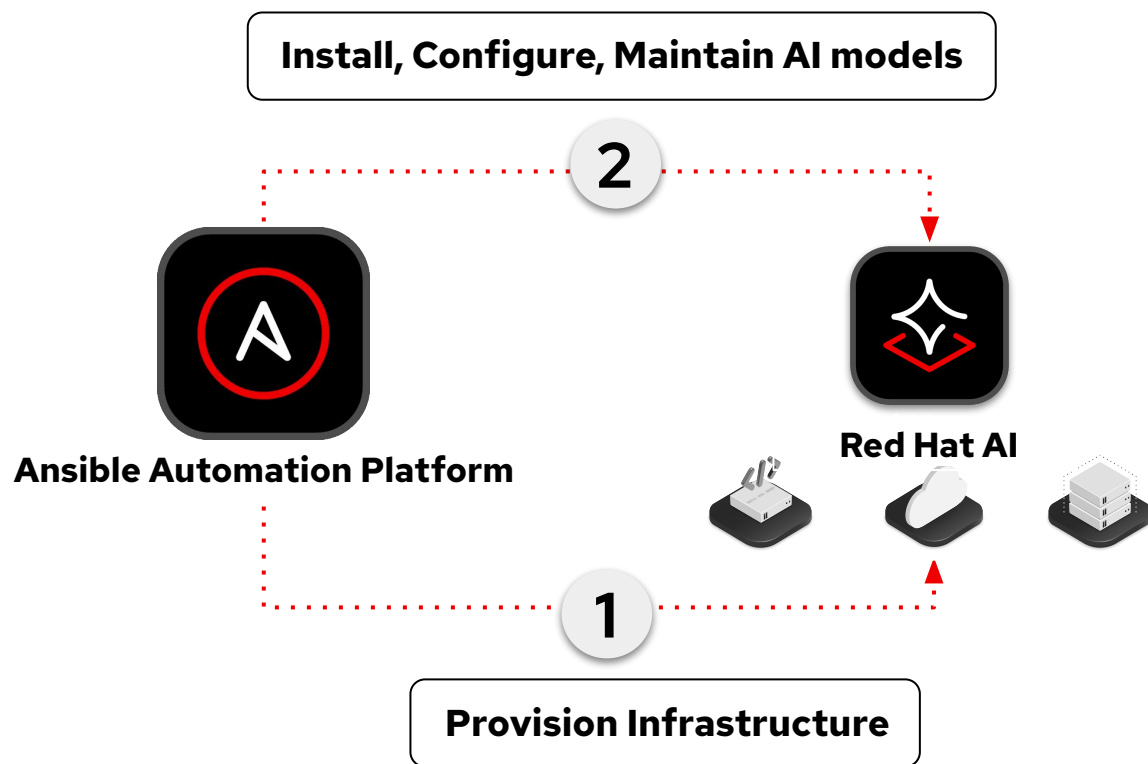 Install, Configure, Maintain AI models
2
Ansible Automation Platform
Red Hat AI
1
Provision Infrastructure